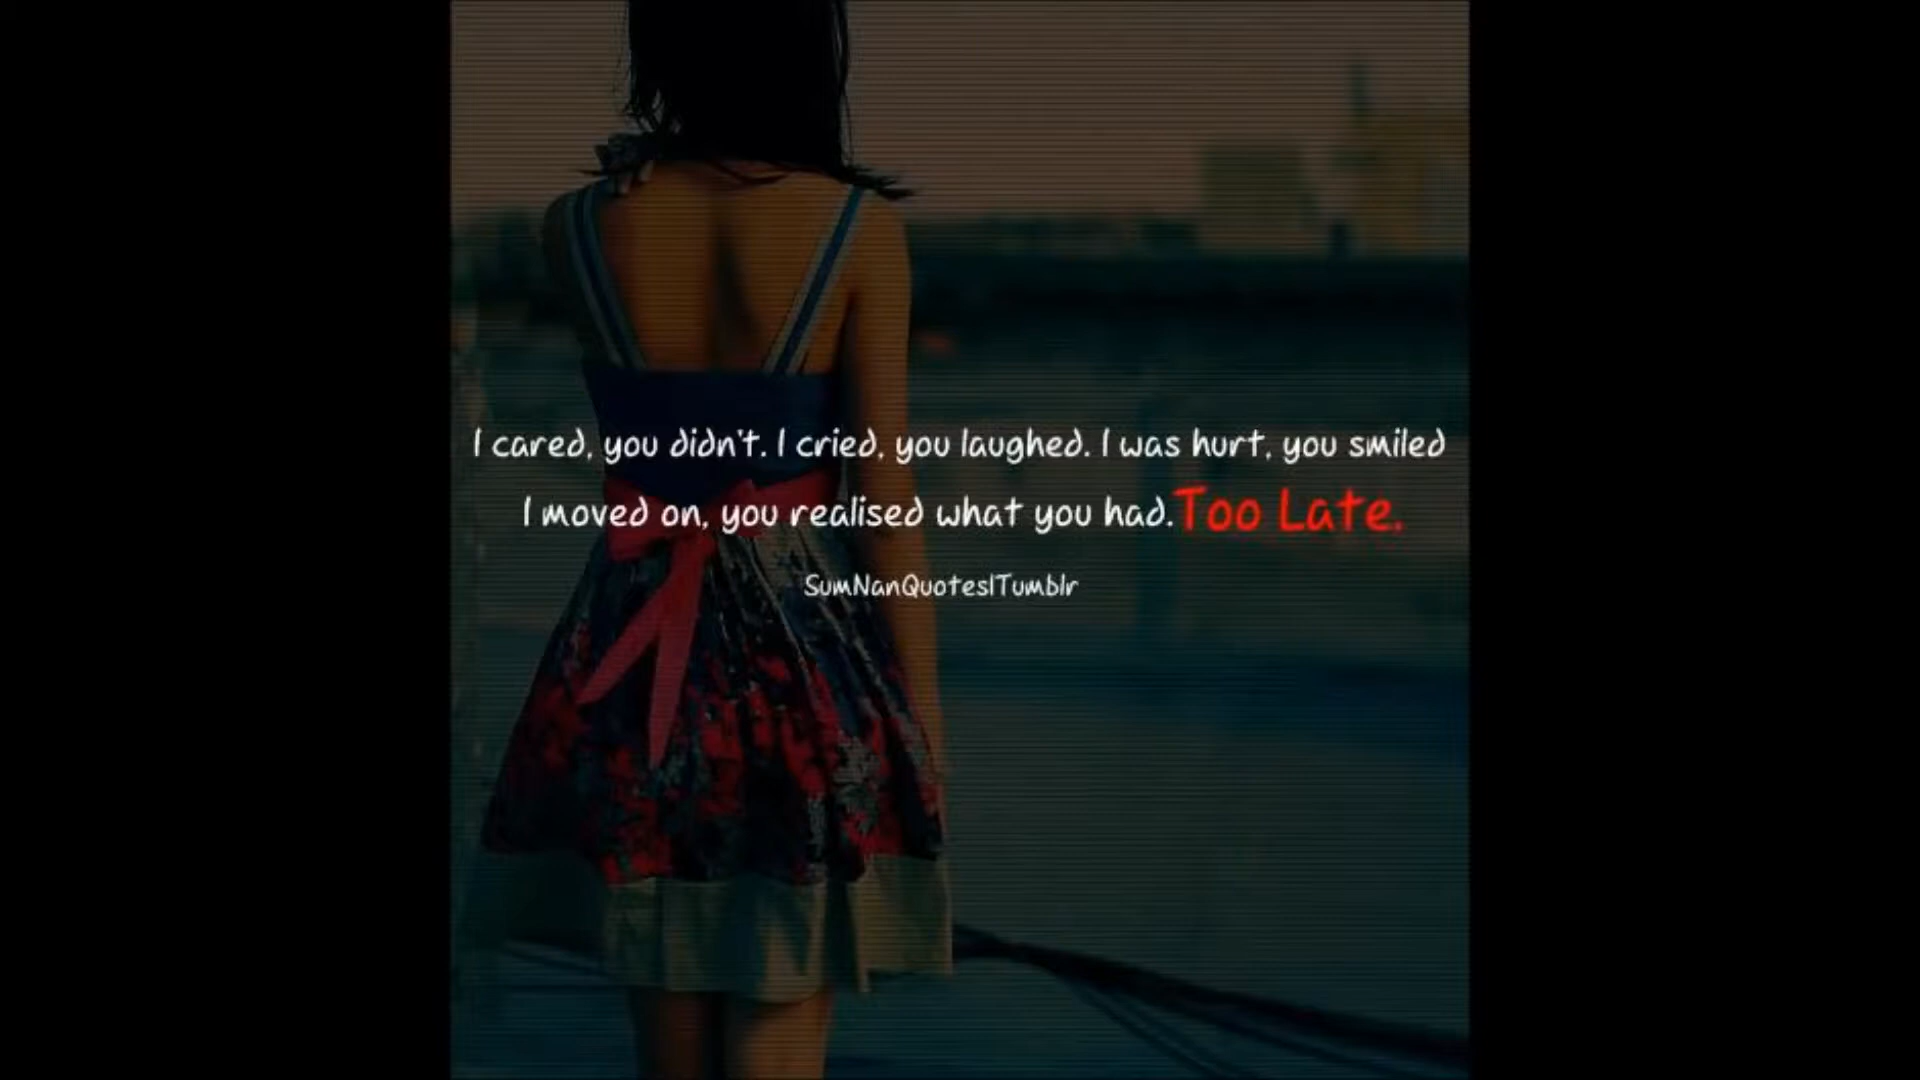 I cared, you didn't. I cried, you laughed. I was hurt, you smiled
I moved on, you realised what you had. Too Late.
SumNanQuotes|Tumblr